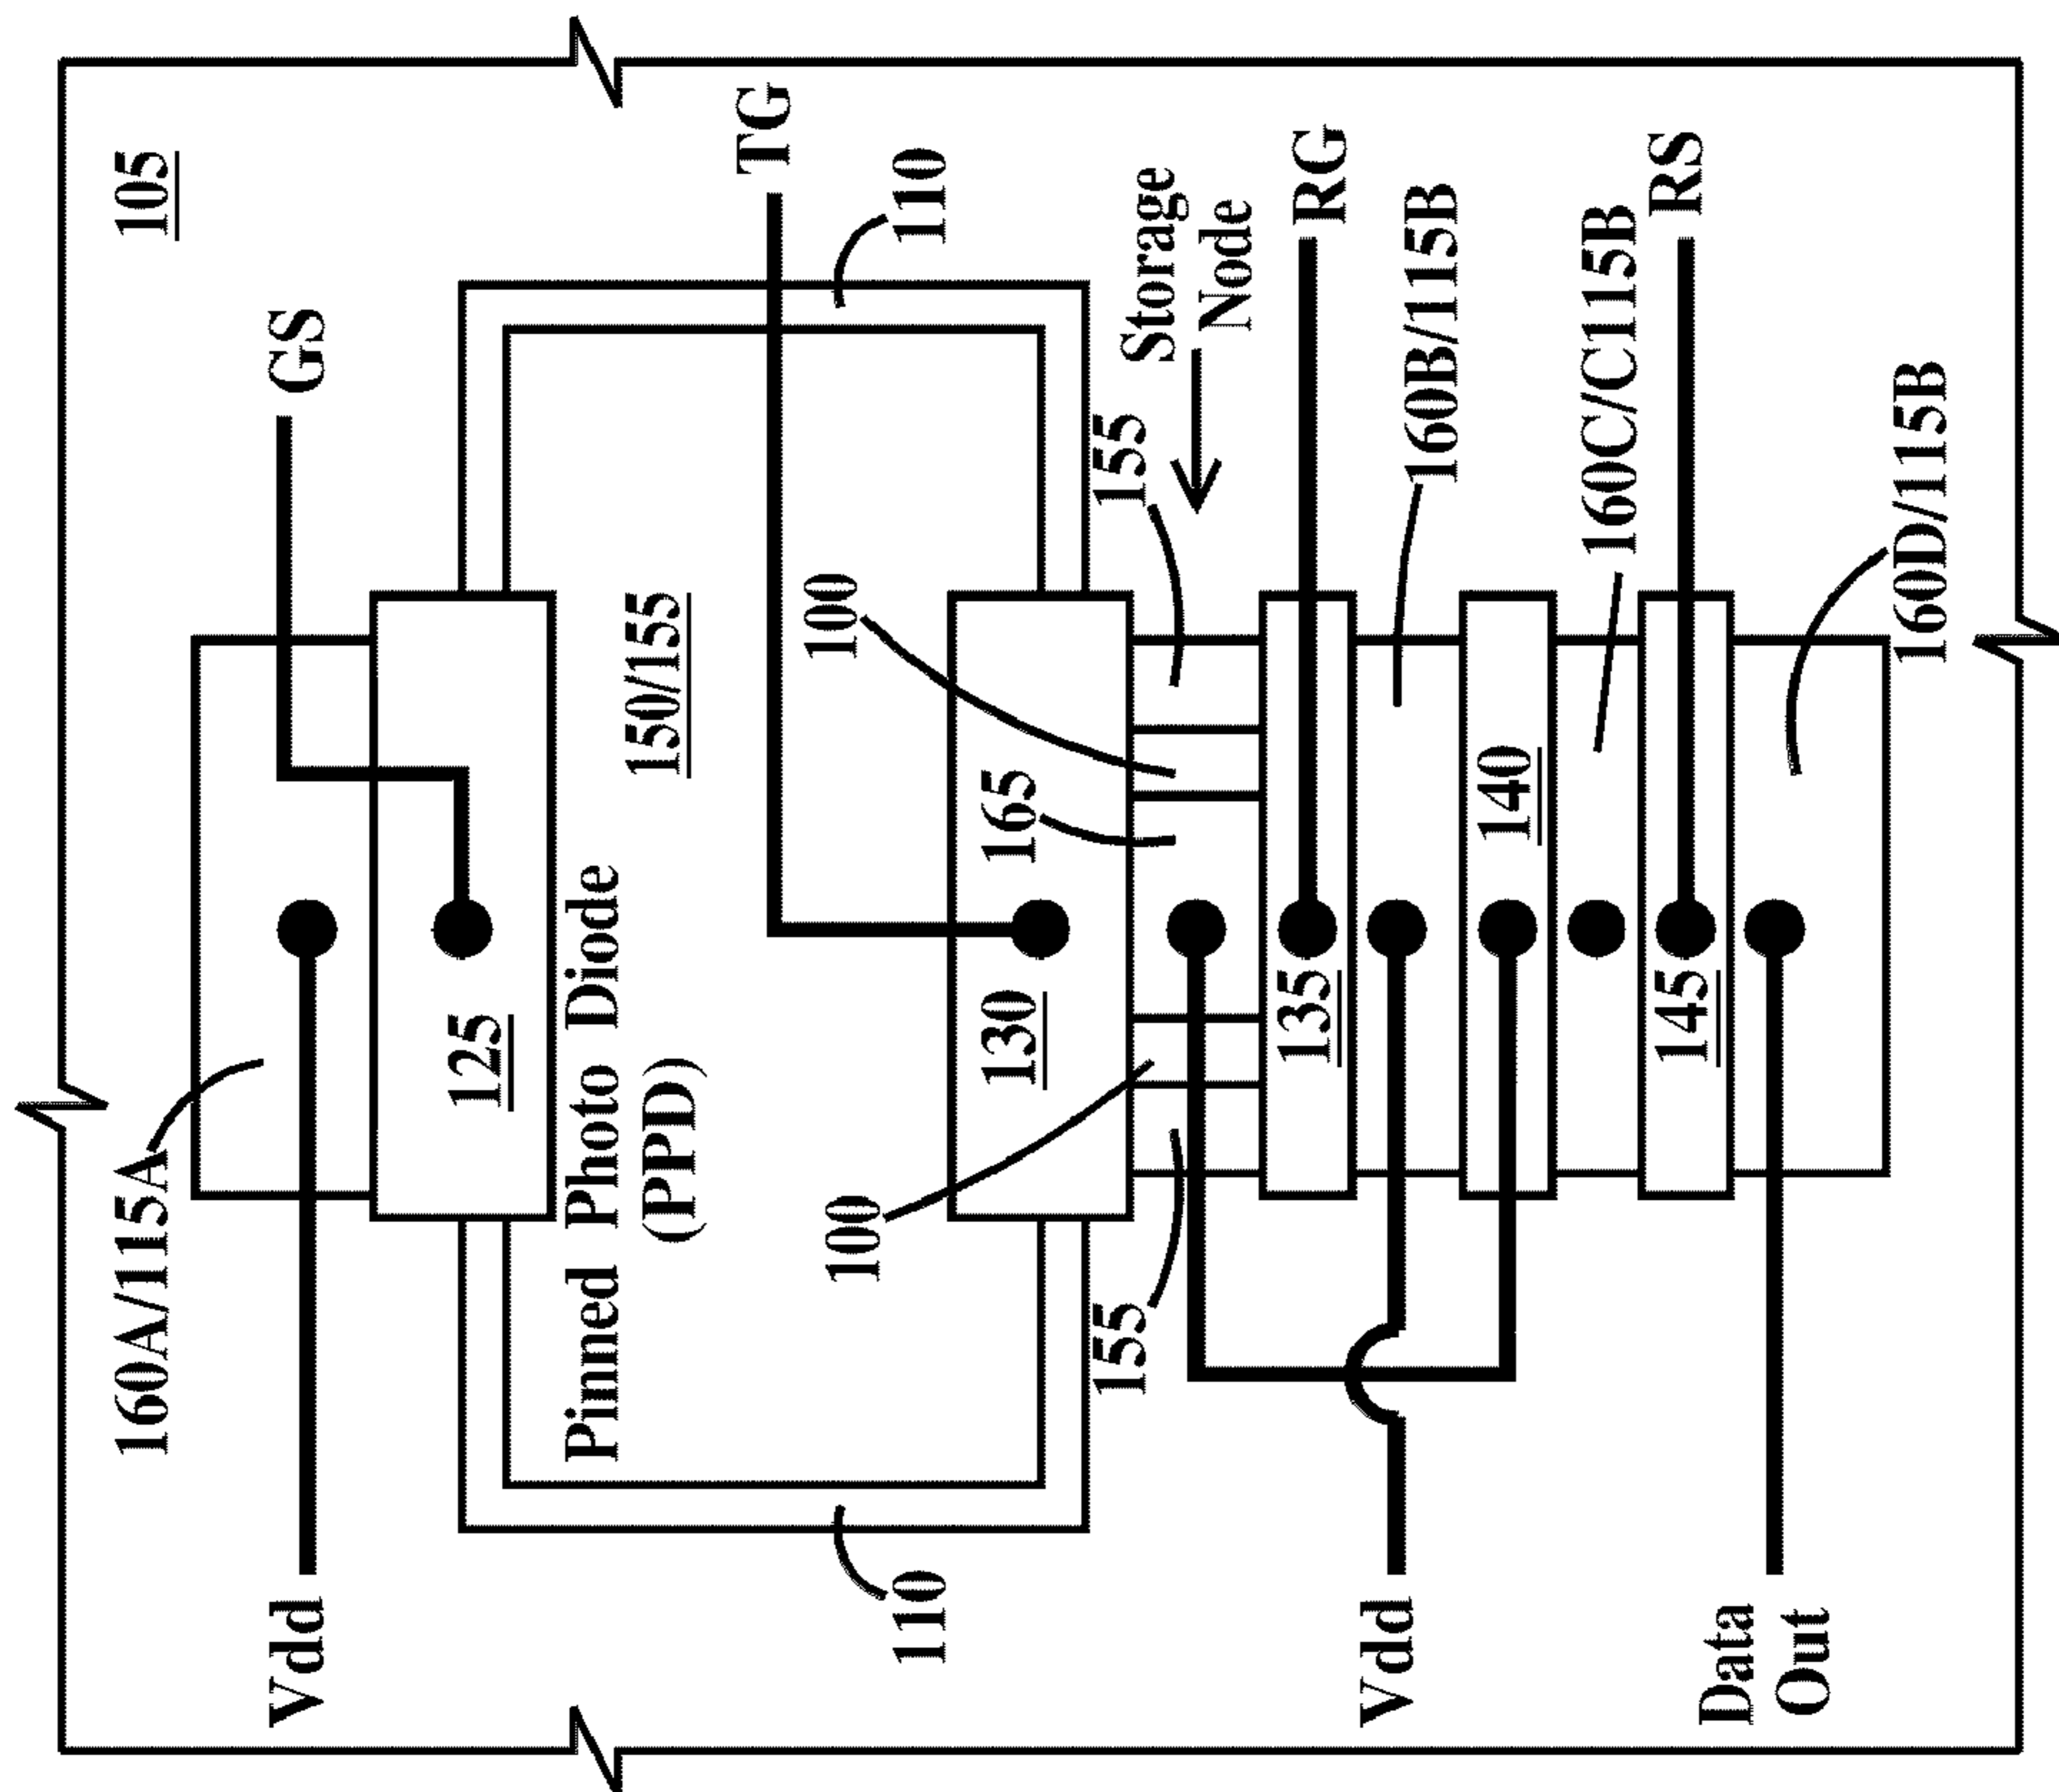 105
GS
TG
110
Storage
Node
RG
160B/115B
160C/C115B
RS
160D/115B
155
100
150/155
165
140
160A/115A
125
Pinned Photo Diode
(PPD)
130
135
145
100
155
110
Vdd
Vdd
Data
Out